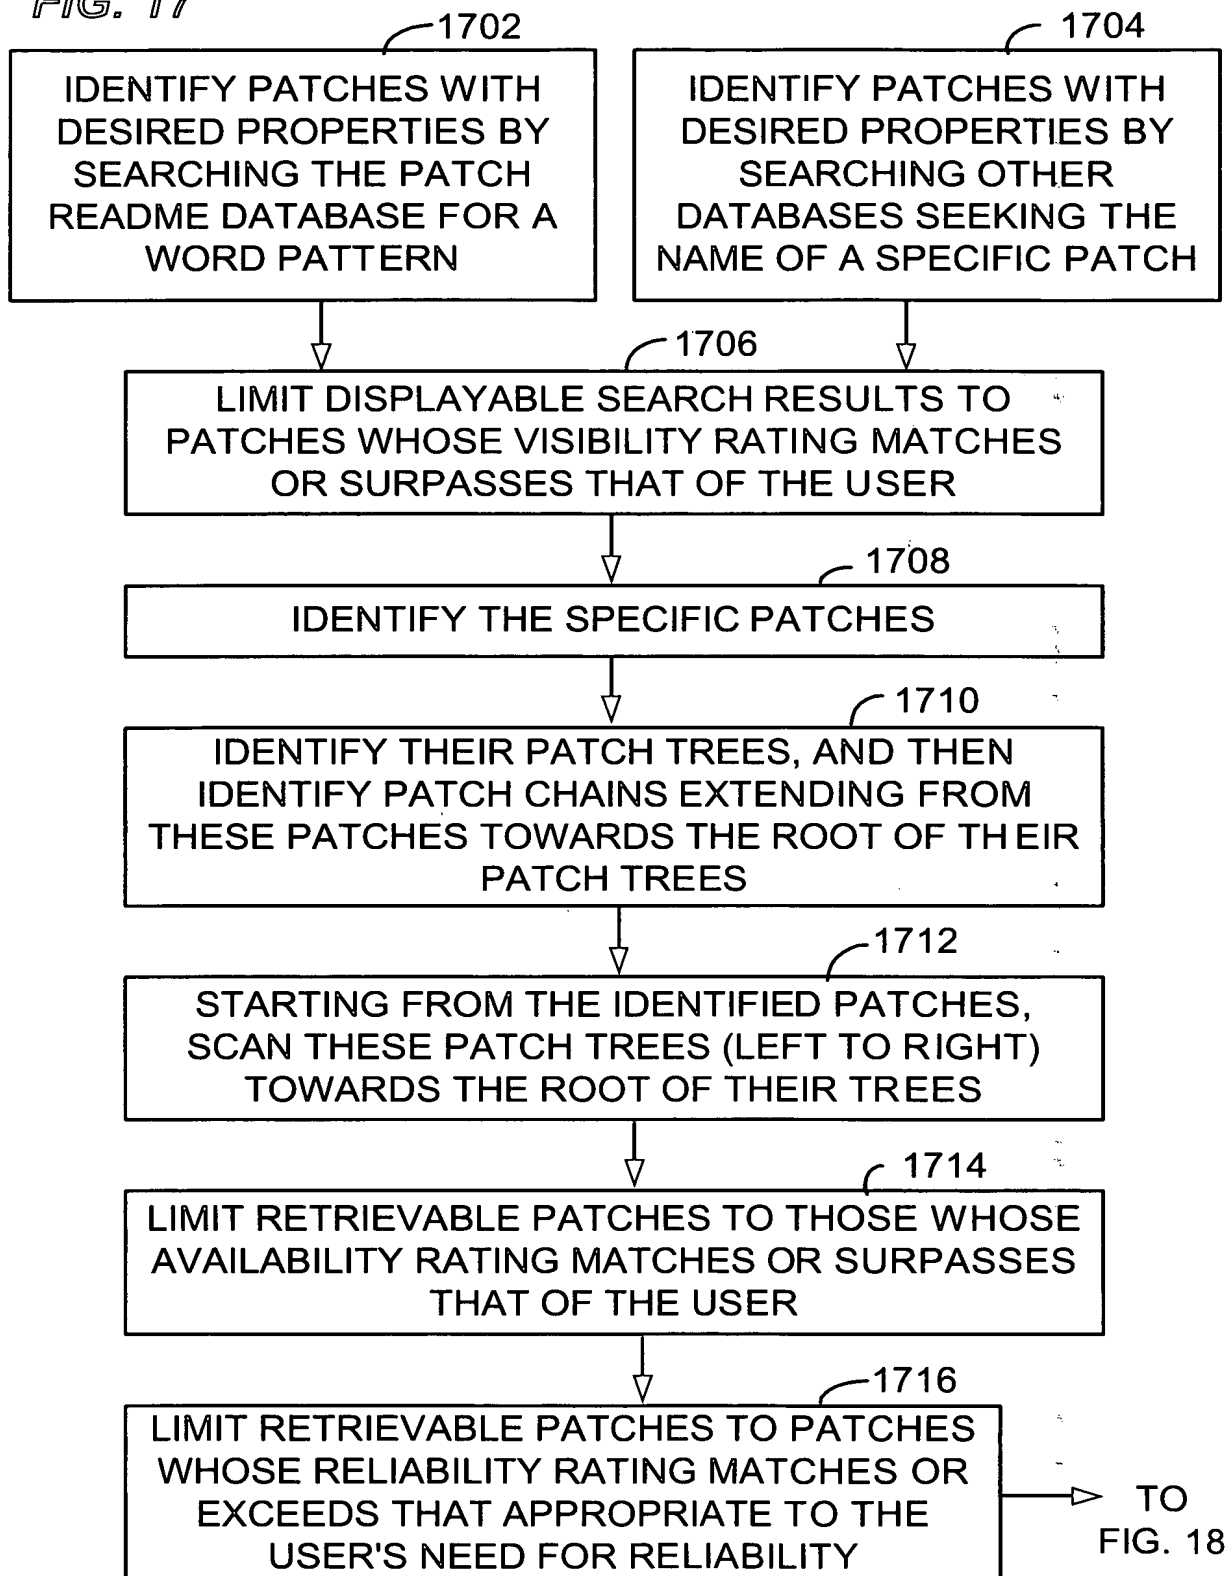 FIG. 17
1702
IDENTIFY PATCHES WITH
DESIRED PROPERTIES BY
SEARCHING THE PATCH
README DATABASE FOR A
WORD PATTERN
1704
IDENTIFY PATCHES WITH
DESIRED PROPERTIES BY
SEARCHING OTHER
DATABASES SEEKING THE
NAME OF A SPECIFIC PATCH
1706
LIMIT DISPLAYABLE SEARCH RESULTS TO
PATCHES WHOSE VISIBILITY RATING MATCHES
OR SURPASSES THAT OF THE USER
1708
IDENTIFY THE SPECIFIC PATCHES
1710
IDENTIFY THEIR PATCH TREES, AND THEN
IDENTIFY PATCH CHAINS EXTENDING FROM
THESE PATCHES TOWARDS THE ROOT OF THEIR
PATCH TREES
1712
STARTING FROM THE IDENTIFIED PATCHES,
SCAN THESE PATCH TREES (LEFT TO RIGHT)
TOWARDS THE ROOT OF THEIR TREES
1714
LIMIT RETRIEVABLE PATCHES TO THOSE WHOSE
AVAILABILITY RATING MATCHES OR SURPASSES
THAT OF THE USER
1716
LIMIT RETRIEVABLE PATCHES TO PATCHES
WHOSE RELIABILITY RATING MATCHES OR
EXCEEDS THAT APPROPRIATE TO THE
USER'S NEED FOR RELIABILITY
TO
FIG. 18